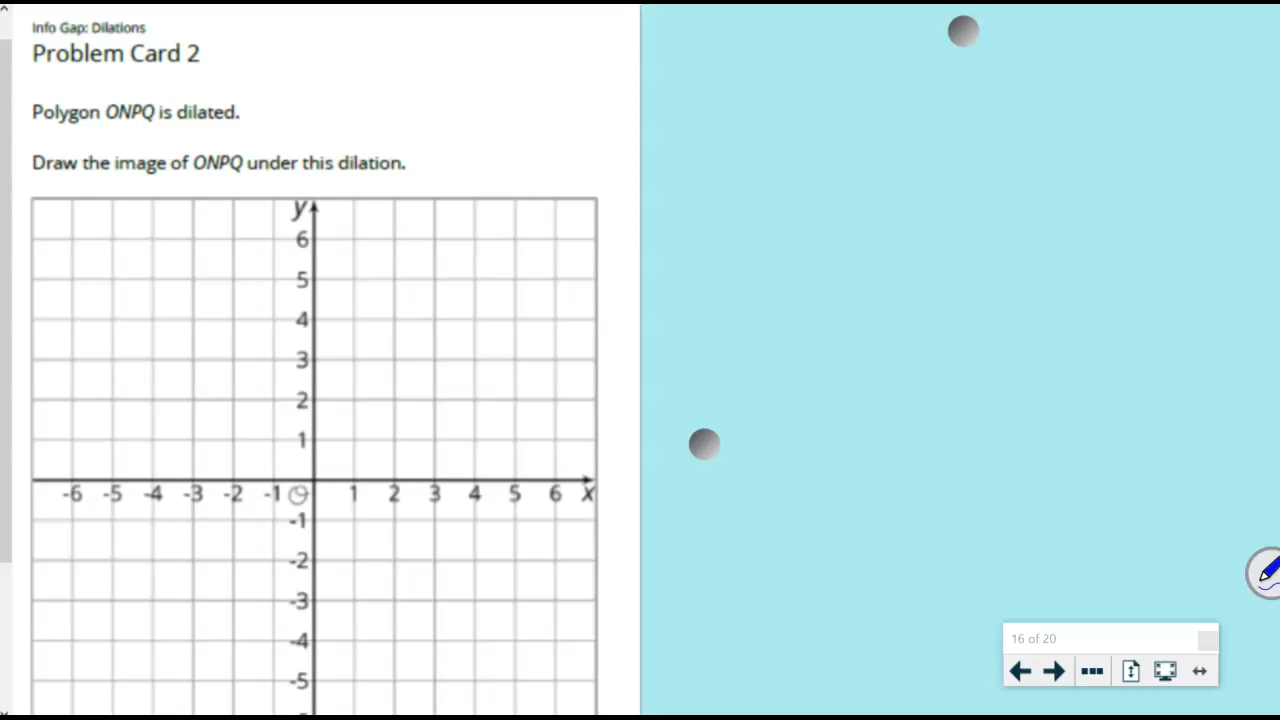 Info Gap: Dilations
Problem Card 2
Polygon ONPQ is dilated.
Draw the image of ONPQ under this dilation.
y
6
5
4
3
2
1
-6 -5 -4 -3 -2 -1 O 1 2 3 4 5 6 x
-1
-2
-3
-4
-5
16 of 20